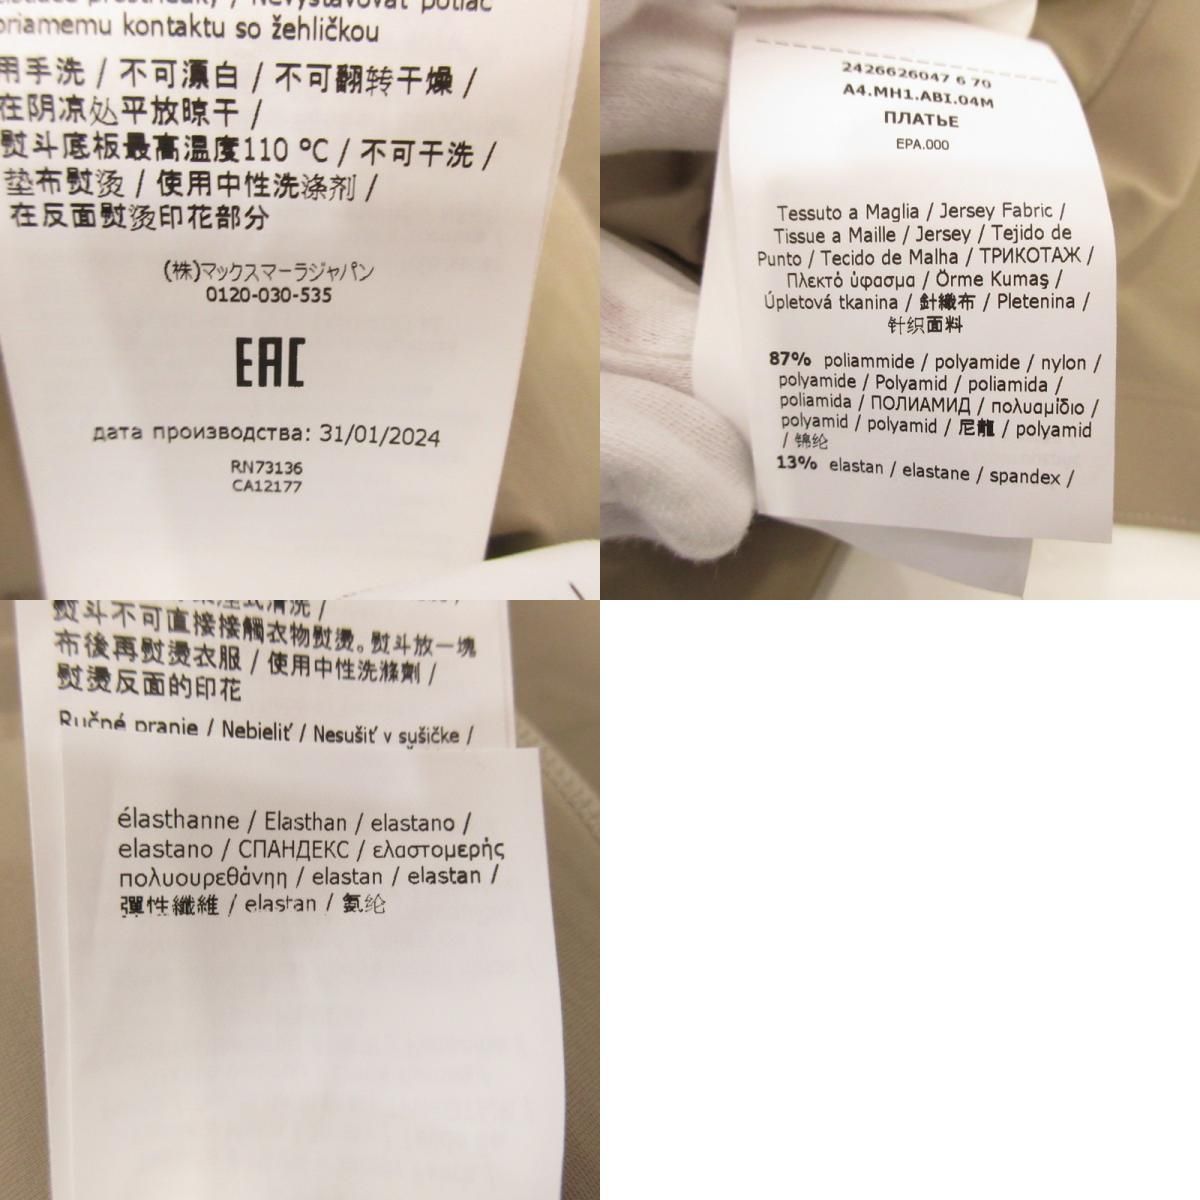 priamemu kontaktu so žehličkou
用手洗 / 不可漂白 / 不可翻转干燥 /
在阴凉处平放晾干 /
熨斗底板最高温度110 °C / 不可干洗 /
垫布熨烫 / 使用中性洗涤剂 /
在反面熨烫印花部分
(株)マックスマーラジャパン
0120-030-535
EAC
дата производства: 31/01/2024
RN73136
CA12177
2426626047 6 70
A4.MH1.ABI.04M
ПЛАТЬЕ
EPA.000
Tessuto a Maglia / Jersey Fabric /
Tissue a Maille / Jersey / Tejido de
Punto / Tecido de Malha / ТРИКОТАЖ /
Πλεκτό ύφασμα / Örme Kumaş /
Úpletová tkanina / 針織布 / Pletenina /
针织面料
87% poliammide / polyamide / nylon /
polyamide / Polyamid / poliamida /
poliamida / ПОЛИАМИД / πολυαμίδιο /
polyamid / polyamid / 尼龍 / polyamid
/ 锦纶
13% elastan / elastane / spandex /
熨斗不可直接接觸衣物熨燙。熨斗放一塊
布後再熨燙衣服 / 使用中性洗滌劑 /
熨燙反面的印花
Ručné pranie / Nebieliť / Nesušiť v sušičke /
élasthanne / Elasthan / elastano /
elastano / СПАНДЕКС / ελαστομερής
πολυουρεθάνηη / elastan / elastan /
彈性纖維 / elastan / 氨纶